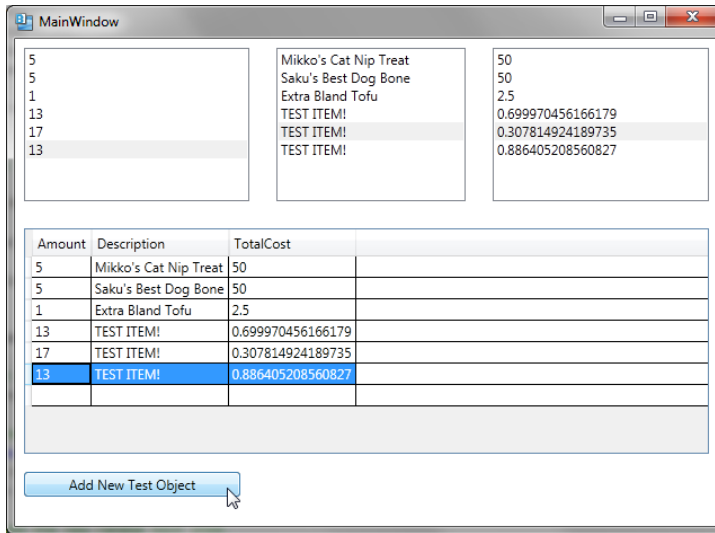 MainWindow
5
5
1
13
17
13
Mikko's Cat Nip Treat
Saku's Best Dog Bone
Extra Bland Tofu
TEST ITEM!
TEST ITEM!
TEST ITEM!
50
50
2.5
0.699970456166179
0.307814924189735
0.886405208560827
Amount Description TotalCost
5 Mikko's Cat Nip Treat 50
5 Saku's Best Dog Bone 50
1 Extra Bland Tofu 2.5
13 TEST ITEM! 0.699970456166179
17 TEST ITEM! 0.307814924189735
13 TEST ITEM! 0.886405208560827
Add New Test Object